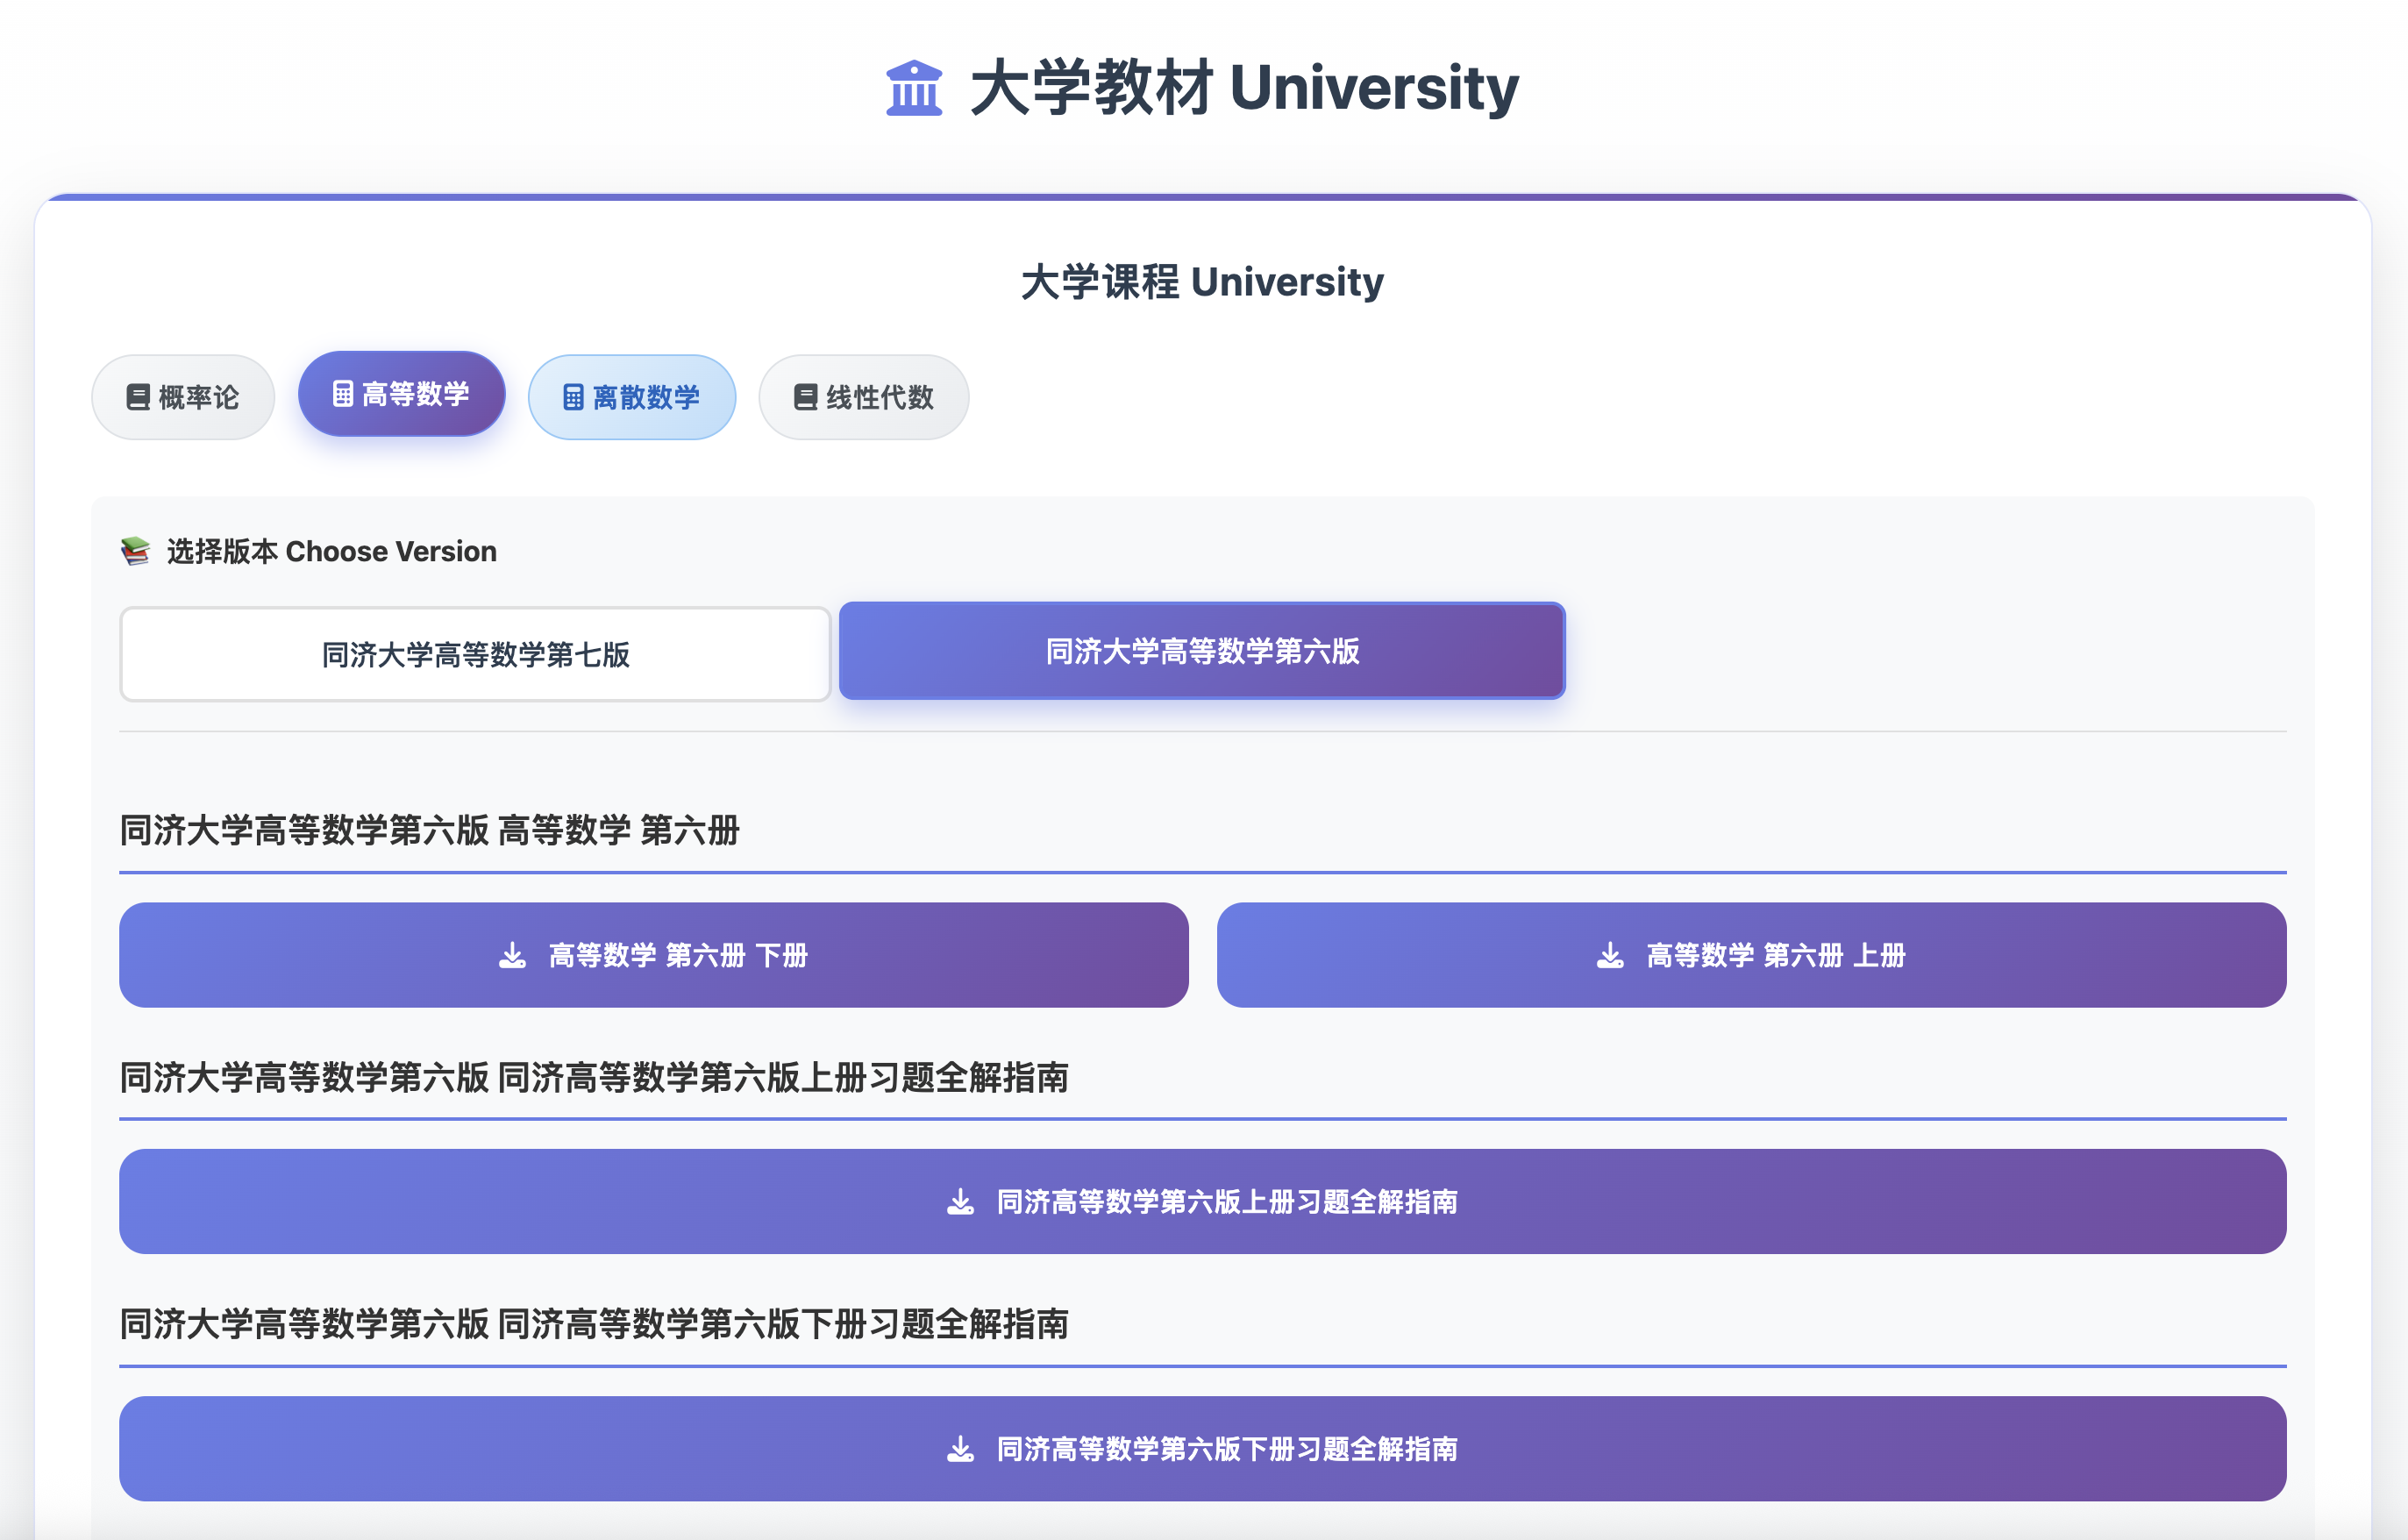 大学教材 University
大学课程 University
概率论
高等数学
离散数学
线性代数
选择版本 Choose Version
同济大学高等数学第七版
同济大学高等数学第六版
同济大学高等数学第六版 高等数学 第六册
高等数学 第六册 下册
高等数学 第六册 上册
同济大学高等数学第六版 同济高等数学第六版上册习题全解指南
同济高等数学第六版上册习题全解指南
同济大学高等数学第六版 同济高等数学第六版下册习题全解指南
同济高等数学第六版下册习题全解指南